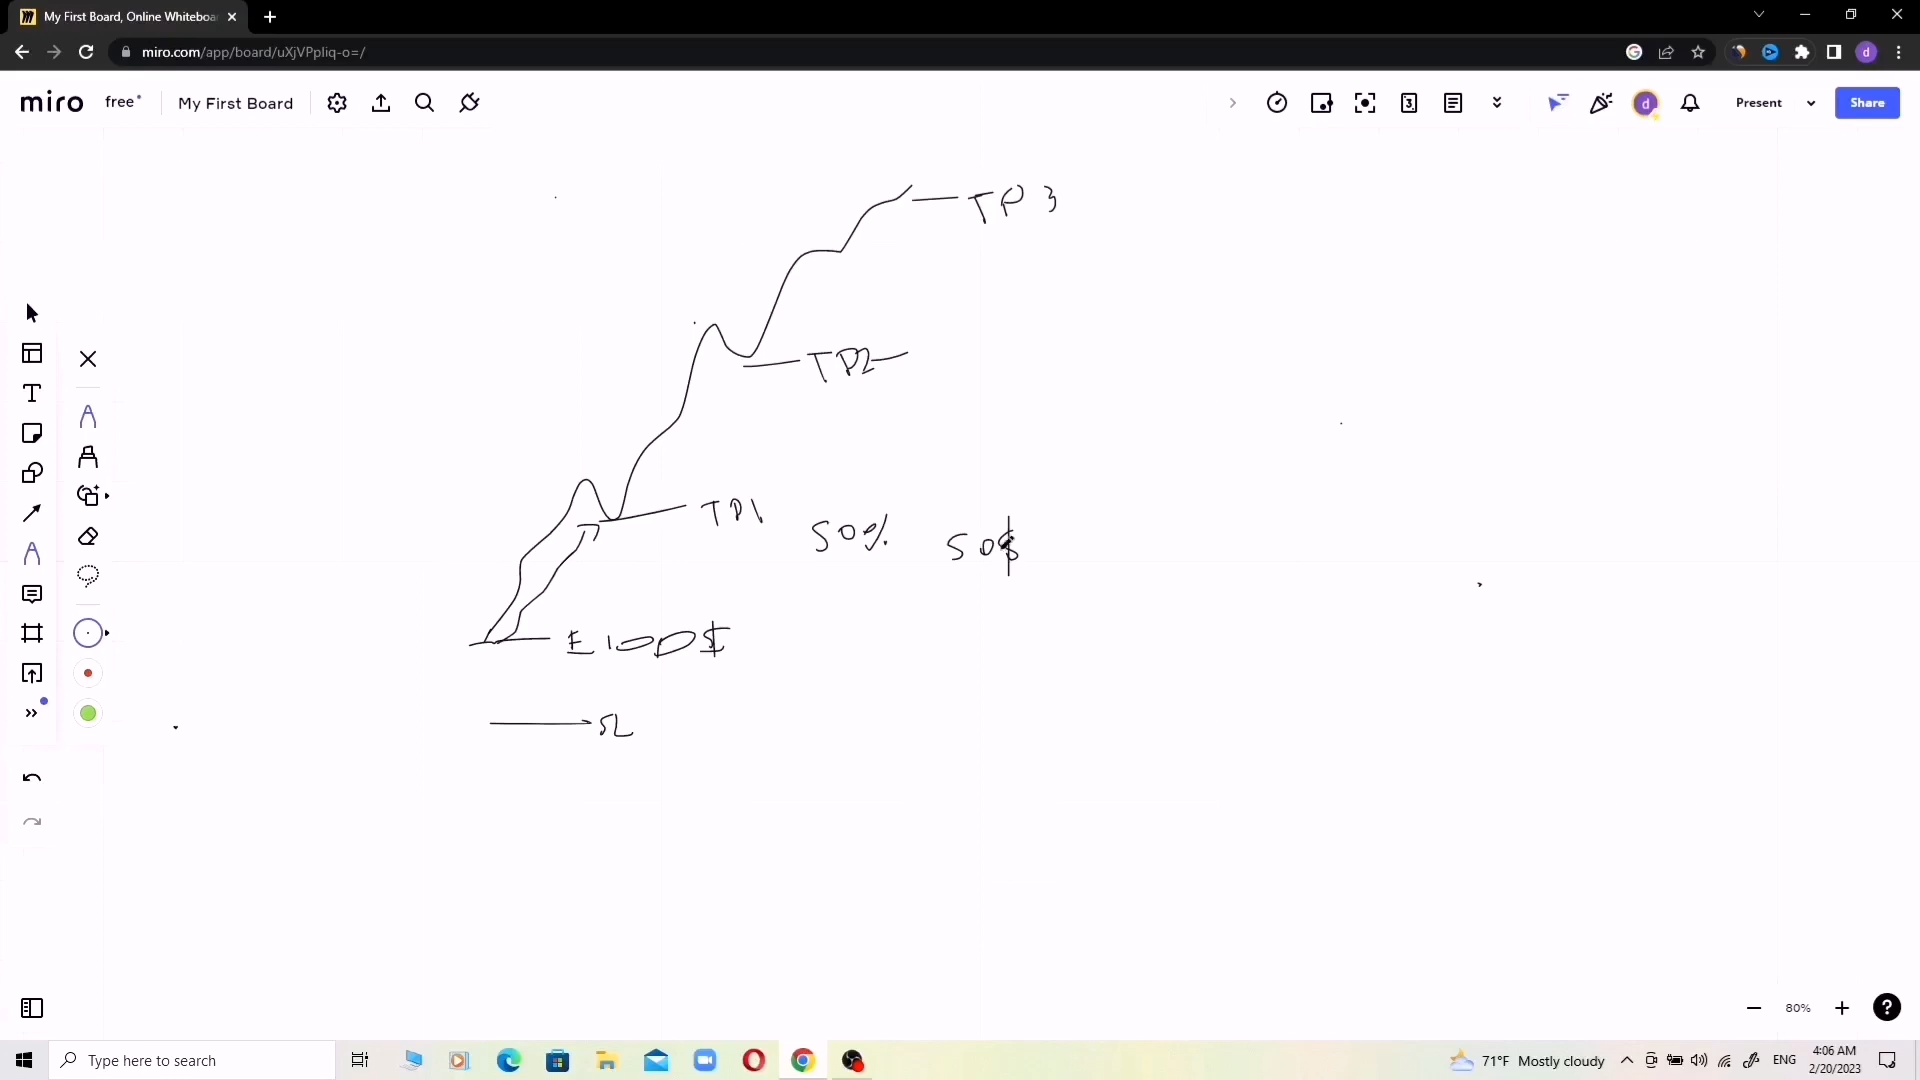 My First Board, Online Whiteboa
miro.com/app/board/uXjVPpliq-o=/
miro free My First Board
Present Share
TP 3
TP2
TP1
50% 50$
E 100$
SL
80%
Type here to search
71°F Mostly cloudy ENG
4:06 AM
2/20/2023